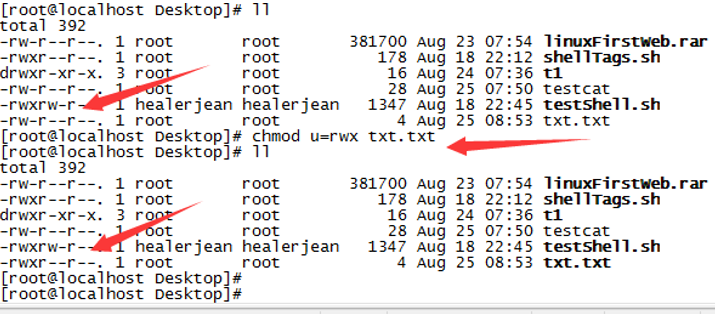 [root@localhost Desktop]# ll
total 392
-rw-r--r--. 1 root root 381700 Aug 23 07:54 linuxFirstWeb.rar
-rwxr--r--. 1 root root 178 Aug 18 22:12 shellTags.sh
drwxr-xr-x. 3 root root 16 Aug 24 07:36 t1
-rw-r--r--. 1 root root 28 Aug 25 07:50 testcat
-rwxrw-r--. 1 healerjean healerjean 1347 Aug 18 22:45 testShell.sh
-rw-r--r--. 1 root root 4 Aug 25 08:53 txt.txt
[root@localhost Desktop]# chmod u=rwx txt.txt
[root@localhost Desktop]# ll
total 392
-rw-r--r--. 1 root root 381700 Aug 23 07:54 linuxFirstWeb.rar
-rwxr--r--. 1 root root 178 Aug 18 22:12 shellTags.sh
drwxr-xr-x. 3 root root 16 Aug 24 07:36 t1
-rw-r--r--. 1 root root 28 Aug 25 07:50 testcat
-rwxrw-r--. 1 healerjean healerjean 1347 Aug 18 22:45 testShell.sh
-rwxr--r--. 1 root root 4 Aug 25 08:53 txt.txt
[root@localhost Desktop]#
[root@localhost Desktop]#